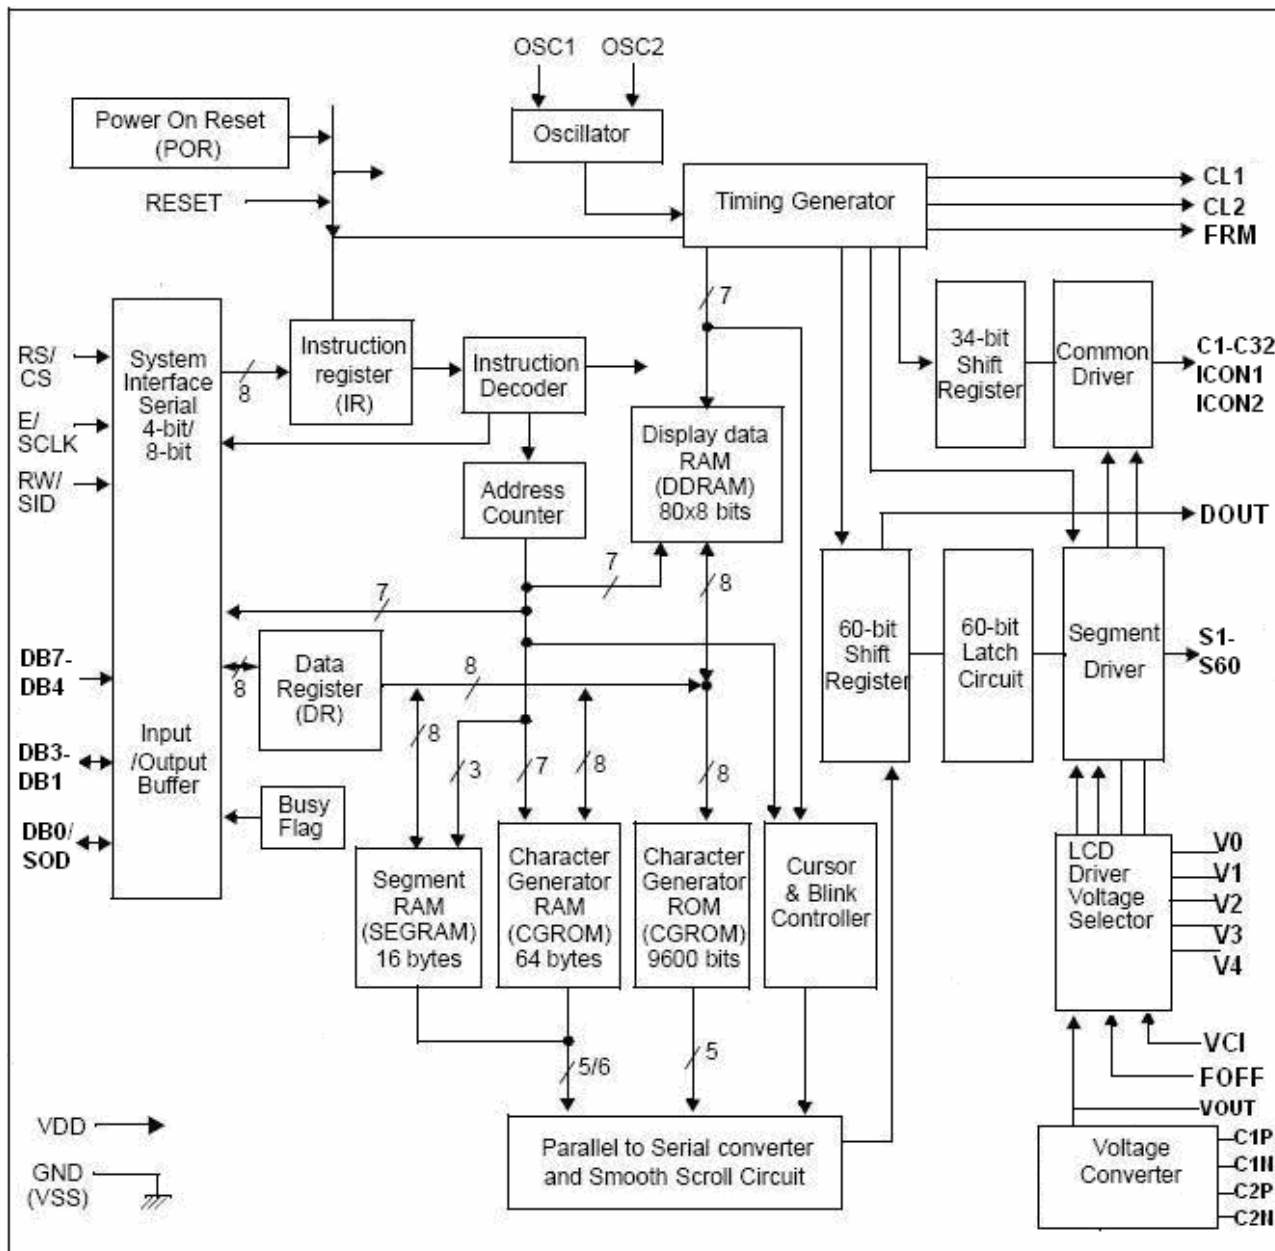 OSC1 OSC2
Power On Reset
(POR)
Oscillator
RESET
Timing Generator
CL1
CL2
FRM
7
RS/
CS
E/
SCLK
RW/
SID
System
Interface
Serial
4-bit/
8-bit
8
Instruction
register
(IR)
Instruction
Decoder
34-bit
Shift
Register
Common
Driver
C1-C32
ICON1
ICON2
Display data
RAM
(DDRAM)
80x8 bits
Address
Counter
DOUT
7
8
7
60-bit
Shift
Register
60-bit
Latch
Circuit
Segment
Driver
S1-
S60
DB7-
DB4
8
Data
Register
(DR)
8
DB3-
DB1
Input
/Output
Buffer
8
3
7
8
8
DB0/
SOD
Busy
Flag
Segment
RAM
(SEGRAM)
16 bytes
Character
Generator
RAM
(CGROM)
64 bytes
Character
Generator
ROM
(CGROM)
9600 bits
Cursor
& Blink
Controller
LCD
Driver
Voltage
Selector
V0
V1
V2
V3
V4
VCI
FOFF
VOUT
5/6
5
Parallel to Serial converter
and Smooth Scroll Circuit
Voltage
Converter
C1P
C1N
C2P
C2N
VDD
GND
(VSS)